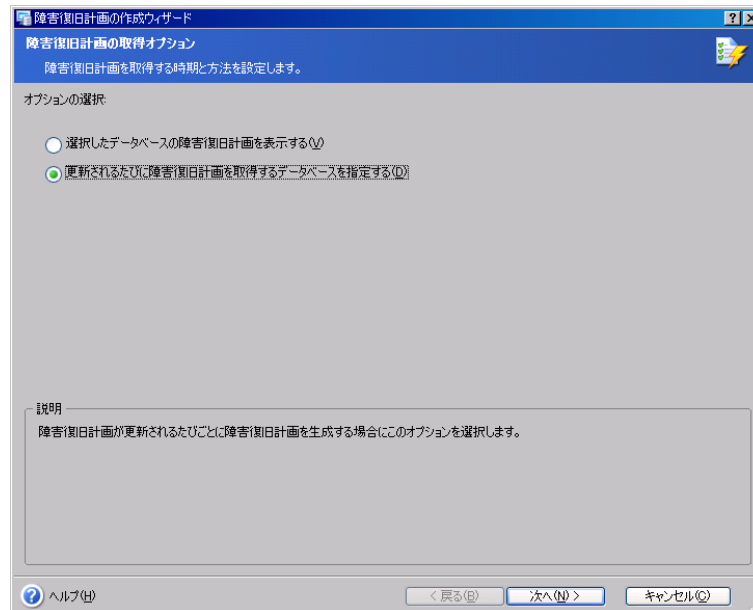 障害復旧計画の作成ウィザード
障害復旧計画の取得オプション
障害復旧計画を取得する時期と方法を設定します。
オプションの選択:
選択したデータベースの障害復旧計画を表示する(V)
更新されるたびに障害復旧計画を取得するデータベースを指定する(D)
説明
障害復旧計画が更新されるたびごとに障害復旧計画を生成する場合にこのオプションを選択します。
ヘルプ(H)
< 戻る(B)
次へ(N) >
キャンセル(C)